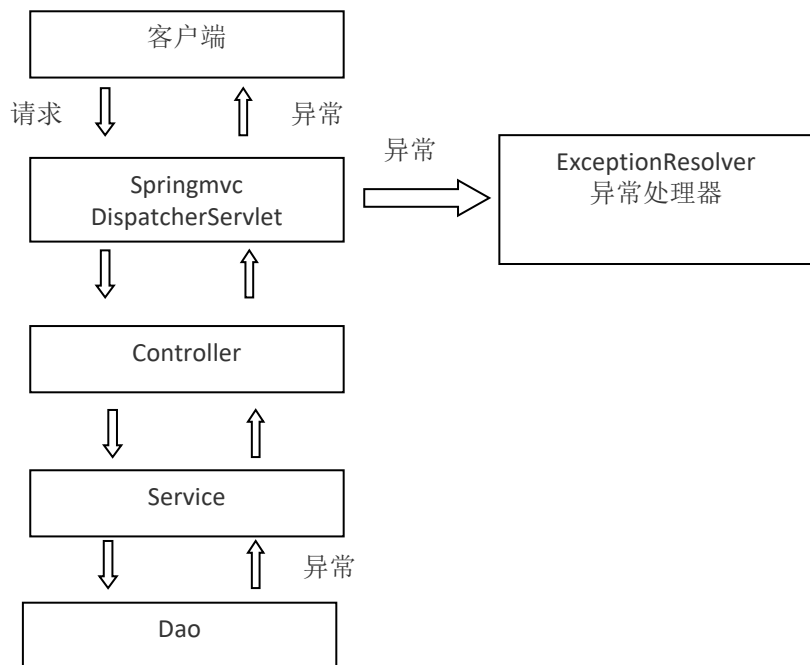 客户端
请求
异常
异常
Springmvc
DispatcherServlet
ExceptionResolver
异常处理器
Controller
Service
异常
Dao